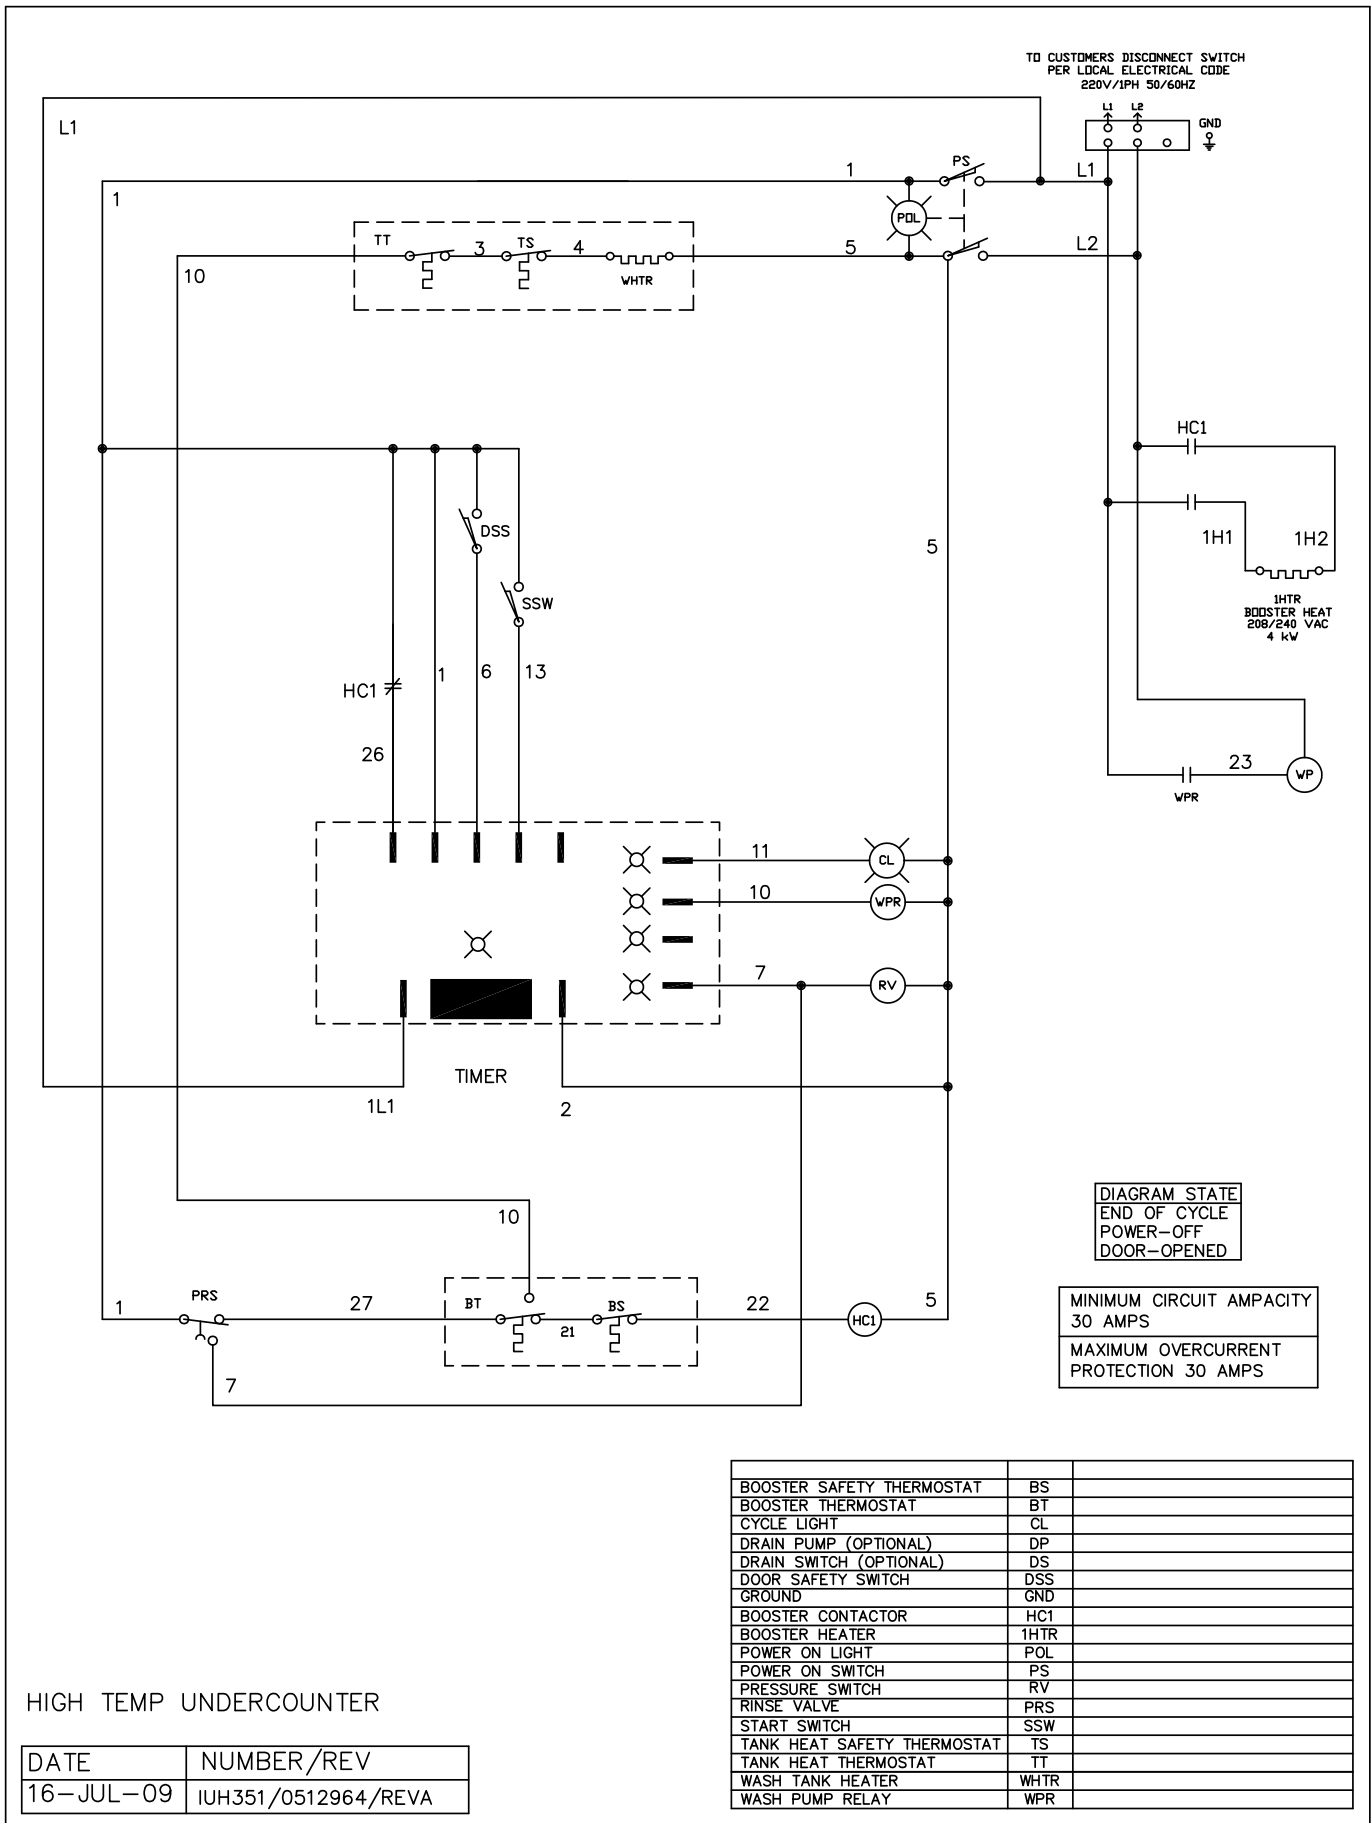 TO CUSTOMERS DISCONNECT SWITCH
PER LOCAL ELECTRICAL CODE
220V/1PH 50/60HZ
L1 L2
GND
L1
1
1
PS
L1
POL
TT
3
TS
4
WHTR
5
L2
10
HC1
1H1
1H2
1HTR
BOOSTER HEAT
208/240 VAC
4 kW
DSS
5
SSW
HC1
1
6
13
26
23
WP
WPR
11
CL
10
WPR
7
RV
TIMER
1L1
2
DIAGRAM STATE
END OF CYCLE
POWER-OFF
DOOR-OPENED
10
PRS
1
27
BT
21
BS
22
HC1
5
7
MINIMUM CIRCUIT AMPACITY
30 AMPS
MAXIMUM OVERCURRENT
PROTECTION 30 AMPS
BOOSTER SAFETY THERMOSTAT BS
BOOSTER THERMOSTAT BT
CYCLE LIGHT CL
DRAIN PUMP (OPTIONAL) DP
DRAIN SWITCH (OPTIONAL) DS
DOOR SAFETY SWITCH DSS
GROUND GND
BOOSTER CONTACTOR HC1
BOOSTER HEATER 1HTR
POWER ON LIGHT POL
POWER ON SWITCH PS
PRESSURE SWITCH RV
RINSE VALVE PRS
START SWITCH SSW
TANK HEAT SAFETY THERMOSTAT TS
TANK HEAT THERMOSTAT TT
WASH TANK HEATER WHTR
WASH PUMP RELAY WPR
HIGH TEMP UNDERCOUNTER
DATE NUMBER/REV
16-JUL-09 IUH351/0512964/REVA